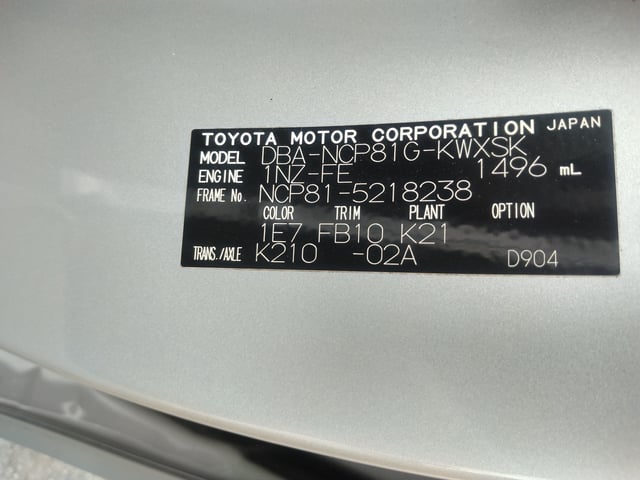 TOYOTA MOTOR CORPORATION JAPAN
MODEL DBA-NCP81G-KWXSK
ENGINE 1NZ-FE 1496 mL
FRAME No. NCP81-5218238
COLOR TRIM PLANT OPTION
1E7 FB10 K21
TRANS./AXLE K210 -02A D904